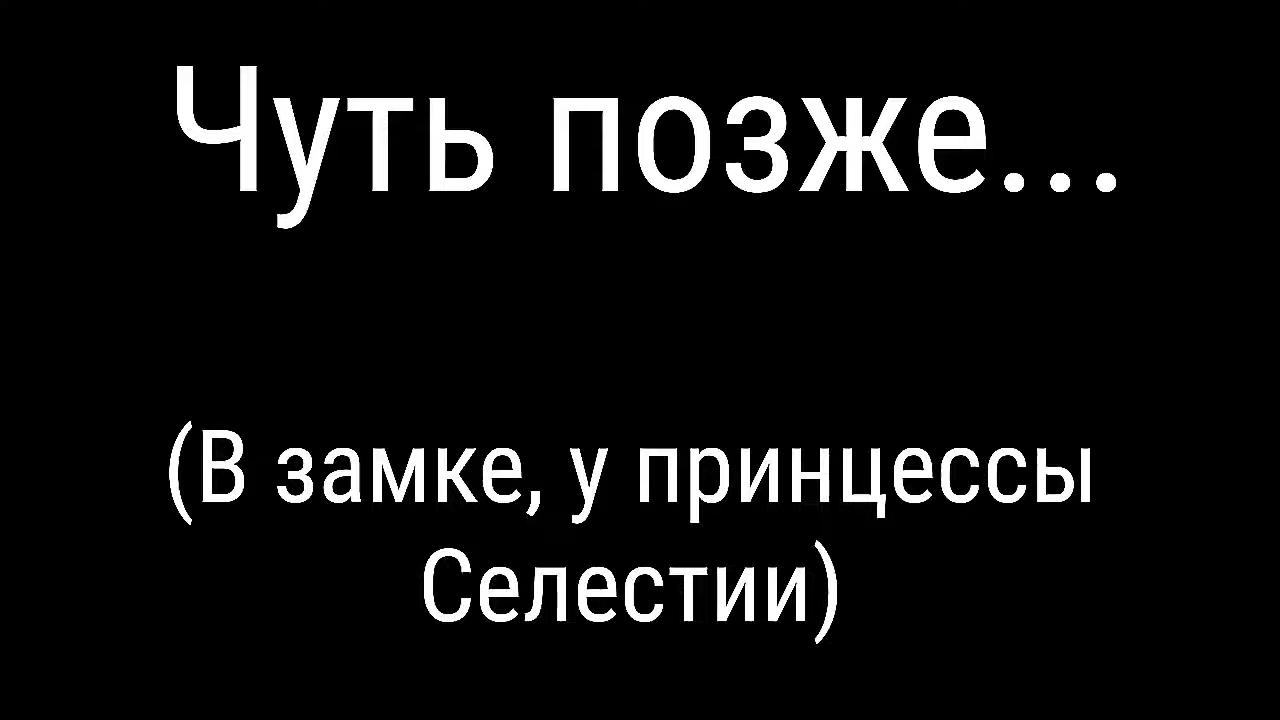 Чуть позже...
(В замке, у принцессы
Селестии)